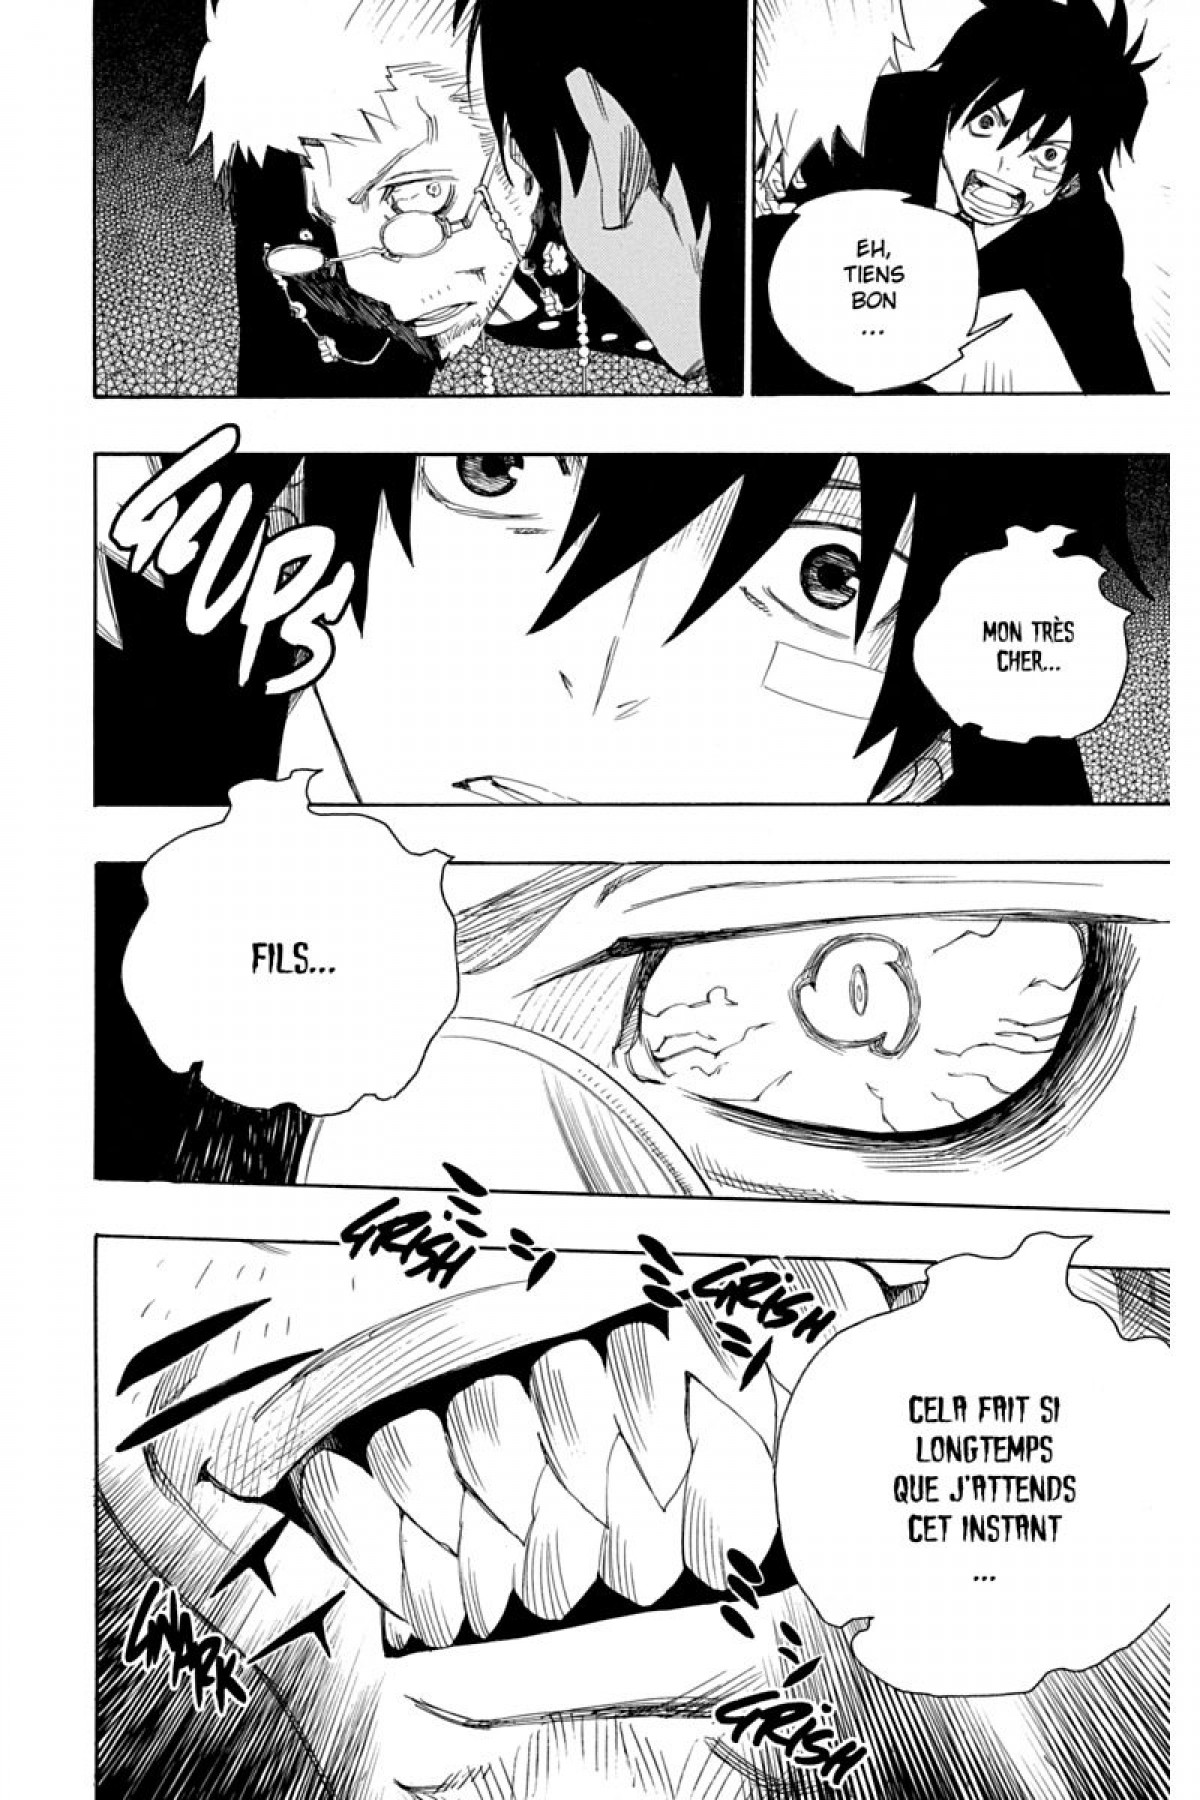 EH,
TIENS
BON
...
GLUPS
MON TRÈS
CHER...
FILS...
GRISH
GRISH
CELA FAIT SI
LONGTEMPS
QUE J'ATTENDS
CET INSTANT
...
GNARK
GRISH